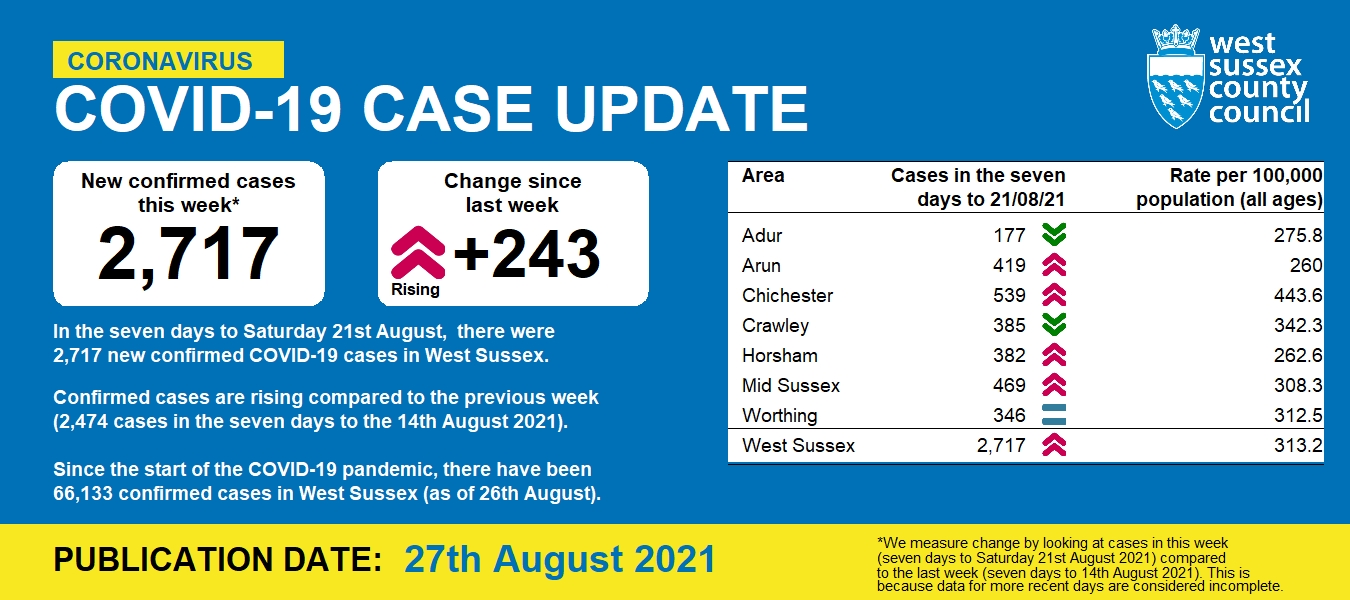 CORONAVIRUS
COVID-19 CASE UPDATE
west
sussex
county
council
New confirmed cases
this week*
2,717
Change since
last week
+243
Rising
In the seven days to Saturday 21st August,  there were
2,717 new confirmed COVID-19 cases in West Sussex.
Confirmed cases are rising compared to the previous week
(2,474 cases in the seven days to the 14th August 2021).
Since the start of the COVID-19 pandemic, there have been
66,133 confirmed cases in West Sussex (as of 26th August).
Area Cases in the seven Rate per 100,000
days to 21/08/21 population (all ages)
Adur 177 275.8
Arun 419 260
Chichester 539 443.6
Crawley 385 342.3
Horsham 382 262.6
Mid Sussex 469 308.3
Worthing 346 312.5
West Sussex 2,717 313.2
PUBLICATION DATE: 27th August 2021
*We measure change by looking at cases in this week
(seven days to Saturday 21st August 2021) compared
to the last week (seven days to 14th August 2021). This is
because data for more recent days are considered incomplete.